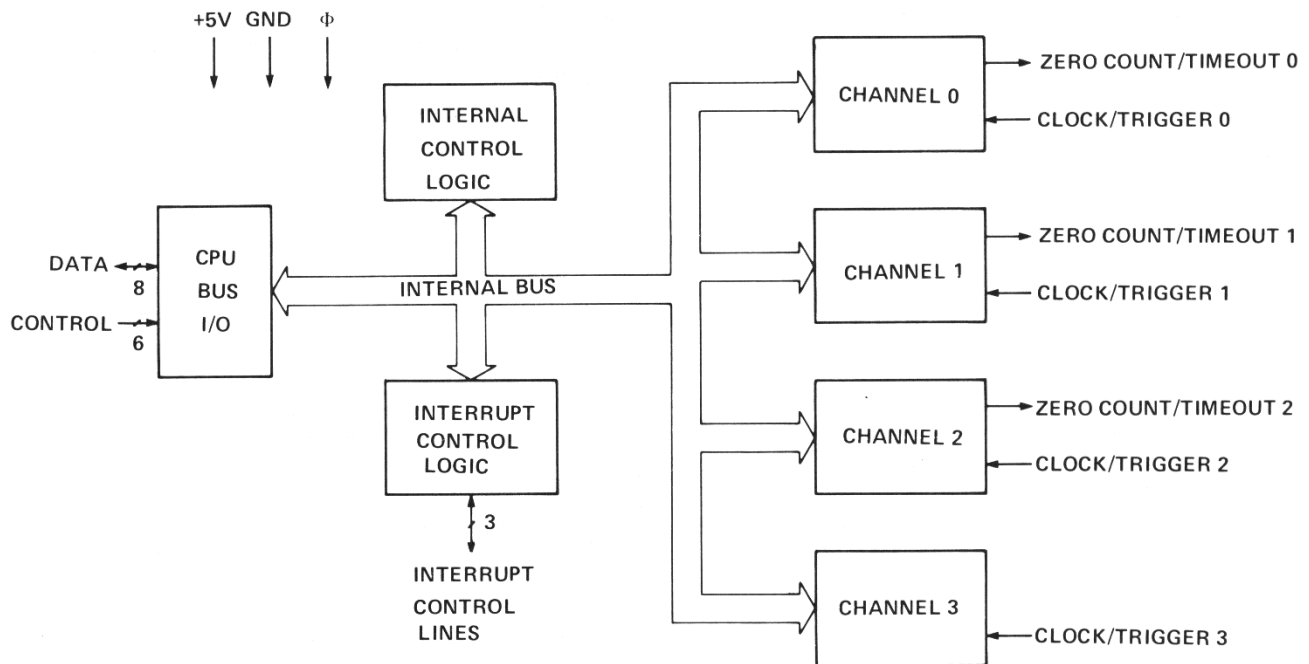 +5V GND Φ
INTERNAL
CONTROL
LOGIC
CPU
BUS
I/O
DATA
8
CONTROL
6
INTERNAL BUS
INTERRUPT
CONTROL
LOGIC
3
INTERRUPT
CONTROL
LINES
CHANNEL 0
ZERO COUNT/TIMEOUT 0
CLOCK/TRIGGER 0
CHANNEL 1
ZERO COUNT/TIMEOUT 1
CLOCK/TRIGGER 1
CHANNEL 2
ZERO COUNT/TIMEOUT 2
CLOCK/TRIGGER 2
CHANNEL 3
CLOCK/TRIGGER 3